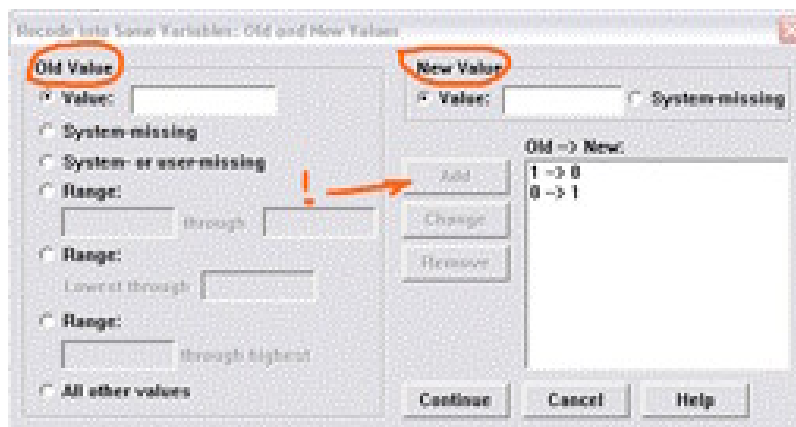 Recode into Same Variables: Old and New Values
Old Value
Value:
System-missing
System- or user-missing
Range:
through
Range:
Lowest through
Range:
through highest
All other values
New Value
Value:
System-missing
Old -> New:
!
Add
1 -> 0
0 -> 1
Change
Remove
Continue
Cancel
Help